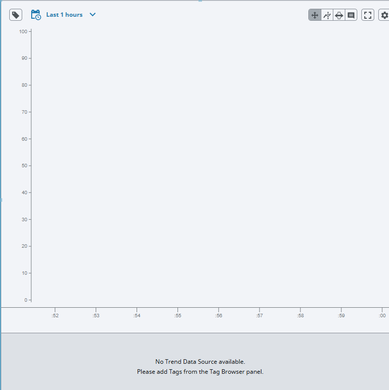 Last 1 hours
100
90
80
70
60
50
40
30
20
10
0
:52 :53 :54 :55 :56 :57 :58 :59 :00
No Trend Data Source available.
Please add Tags from the Tag Browser panel.